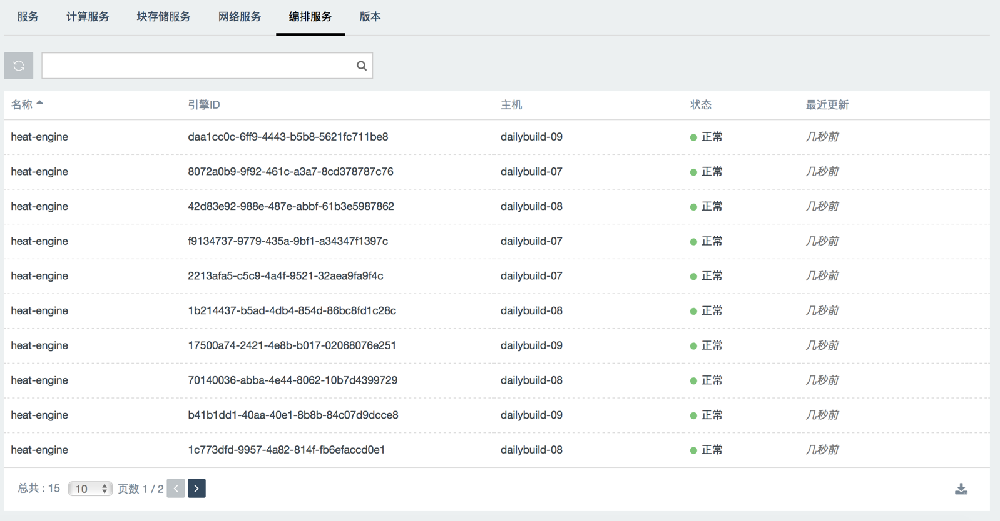 服务 计算服务 块存储服务 网络服务 编排服务 版本
名称 引擎ID 主机 状态 最近更新
heat-engine daa1cc0c-6ff9-4443-b5b8-5621fc711be8 dailybuild-09 正常 几秒前
heat-engine 8072a0b9-9f92-461c-a3a7-8cd378787c76 dailybuild-07 正常 几秒前
heat-engine 42d83e92-988e-487e-abbf-61b3e5987862 dailybuild-08 正常 几秒前
heat-engine f9134737-9779-435a-9bf1-a34347f1397c dailybuild-07 正常 几秒前
heat-engine 2213afa5-c5c9-4a4f-9521-32aea9fa9f4c dailybuild-07 正常 几秒前
heat-engine 1b214437-b5ad-4db4-854d-86bc8fd1c28c dailybuild-08 正常 几秒前
heat-engine 17500a74-2421-4e8b-b017-02068076e251 dailybuild-09 正常 几秒前
heat-engine 70140036-abba-4e44-8062-10b7d4399729 dailybuild-08 正常 几秒前
heat-engine b41b1dd1-40aa-40e1-8b8b-84c07d9dcce8 dailybuild-09 正常 几秒前
heat-engine 1c773dfd-9957-4a82-814f-fb6efaccd0e1 dailybuild-08 正常 几秒前
总共 : 15 10 页数 1 / 2